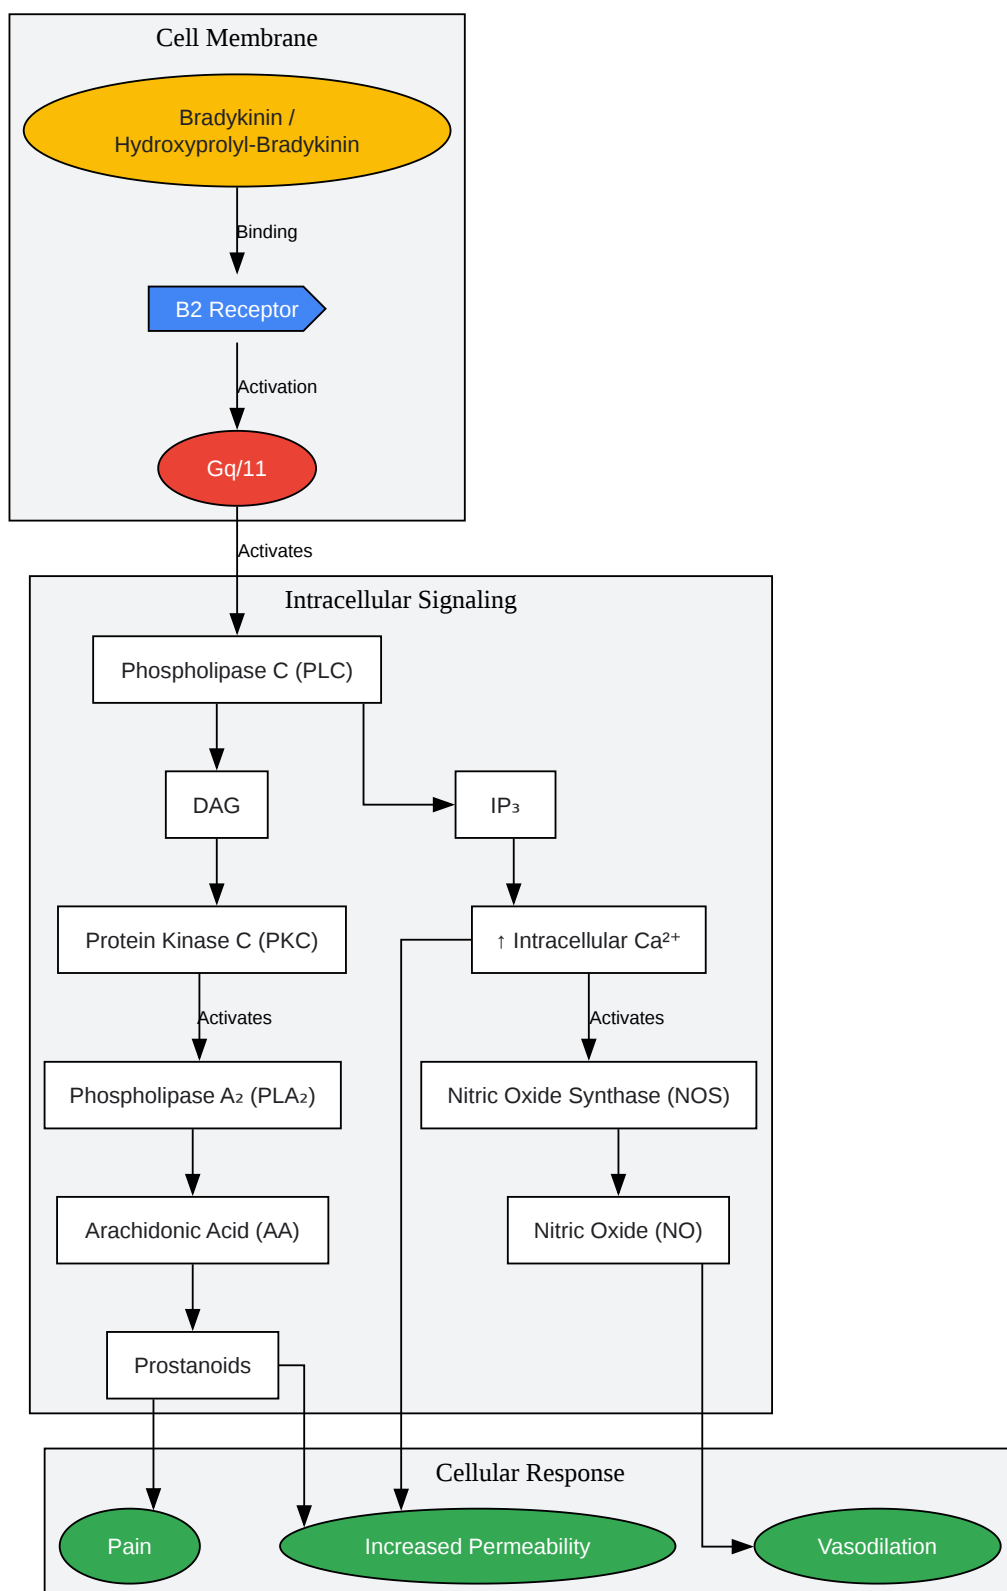 Cell Membrane
Bradykinin /
Hydroxyprolyl-Bradykinin
Binding
B2 Receptor
Activation
Gq/11
Activates
Intracellular Signaling
Phospholipase C (PLC)
DAG
IP₃
Protein Kinase C (PKC)
↑ Intracellular Ca²⁺
Activates
Activates
Phospholipase A₂ (PLA₂)
Nitric Oxide Synthase (NOS)
Arachidonic Acid (AA)
Nitric Oxide (NO)
Prostanoids
Cellular Response
Pain
Increased Permeability
Vasodilation